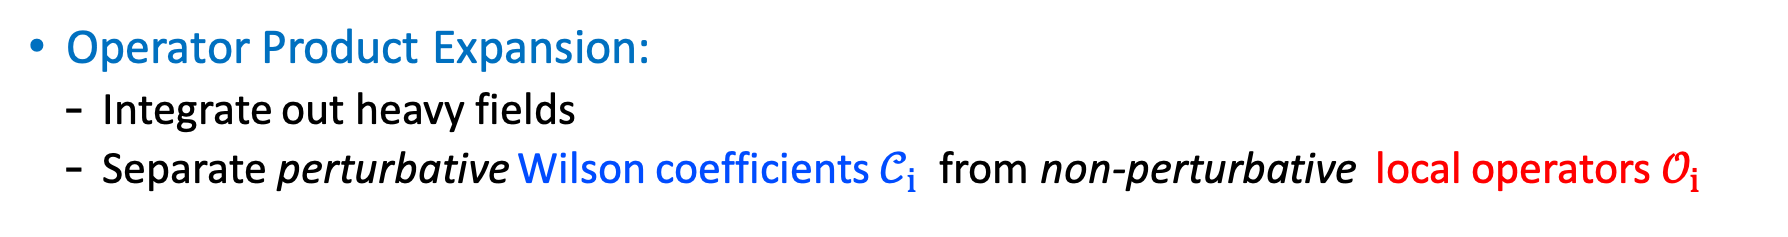 • Operator Product Expansion:
- Integrate out heavy fields
- Separate perturbative Wilson coefficients 𝒞ᵢ from non-perturbative local operators 𝒪ᵢ